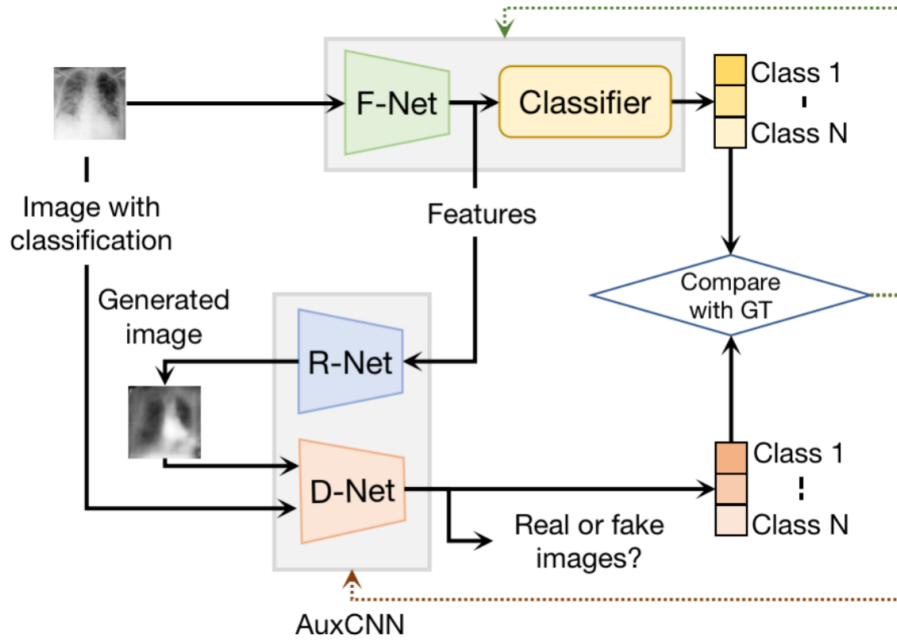 F-Net
Classifier
Class 1
Class N
Image with
classification
Features
Compare
with GT
Generated
image
R-Net
D-Net
Class 1
Class N
Real or fake
images?
AuxCNN